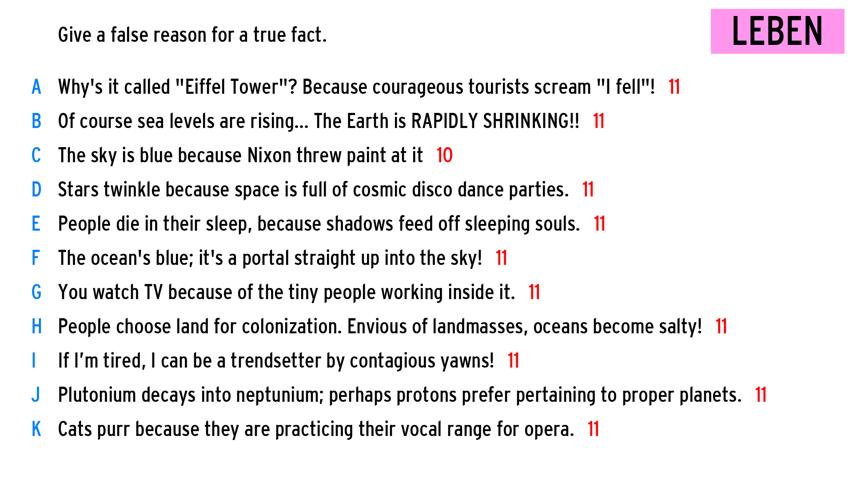 Give a false reason for a true fact.
LEBEN
A Why's it called "Eiffel Tower"? Because courageous tourists scream "I fell"! 11
B Of course sea levels are rising... The Earth is RAPIDLY SHRINKING!! 11
C The sky is blue because Nixon threw paint at it 10
D Stars twinkle because space is full of cosmic disco dance parties. 11
E People die in their sleep, because shadows feed off sleeping souls. 11
F The ocean's blue; it's a portal straight up into the sky! 11
G You watch TV because of the tiny people working inside it. 11
H People choose land for colonization. Envious of landmasses, oceans become salty! 11
I If I’m tired, I can be a trendsetter by contagious yawns! 11
J Plutonium decays into neptunium; perhaps protons prefer pertaining to proper planets. 11
K Cats purr because they are practicing their vocal range for opera. 11